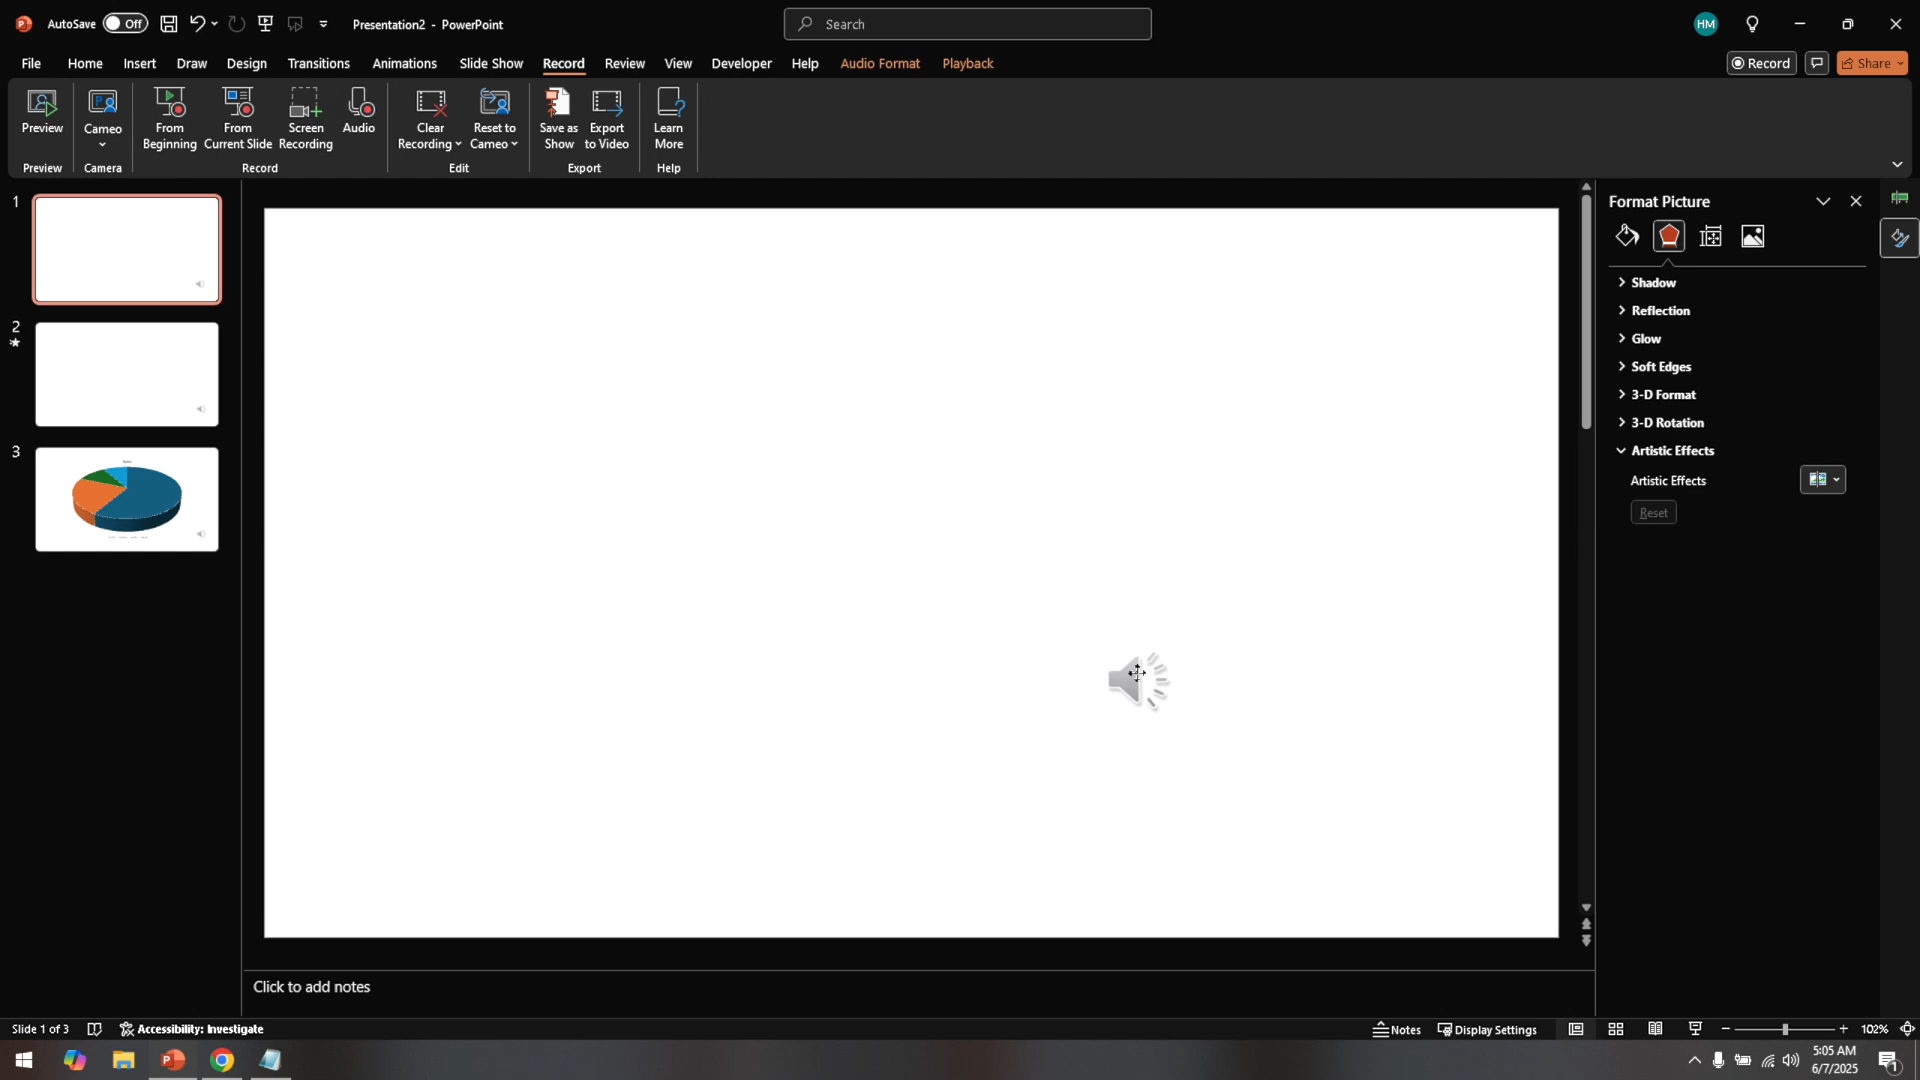 AutoSave Off Presentation2 - PowerPoint Search HM
File Home Insert Draw Design Transitions Animations Slide Show Record Review View Developer Help Audio Format Playback Record Share
Preview Cameo From Beginning From Current Slide Screen Recording Audio Clear Recording Reset to Cameo Save as Show Export to Video Learn More
Preview Camera Record Edit Export Help
1
2
3
Format Picture
Shadow
Reflection
Glow
Soft Edges
3-D Format
3-D Rotation
Artistic Effects
Artistic Effects
Reset
Click to add notes
Slide 1 of 3 Accessibility: Investigate Notes Display Settings 102%
5:05 AM
6/7/2025
1